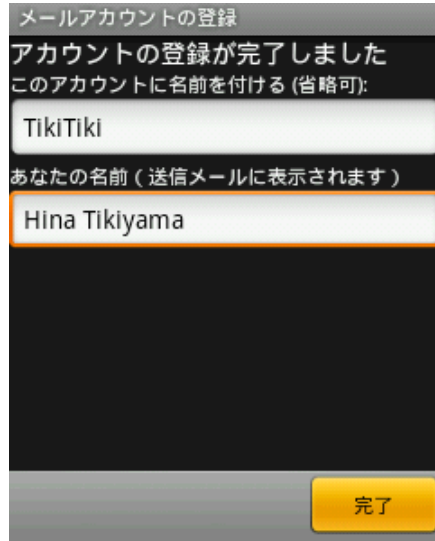 メールアカウントの登録
アカウントの登録が完了しました
このアカウントに名前を付ける (省略可):
TikiTiki
あなたの名前 ( 送信メールに表示されます )
Hina Tikiyama
完了